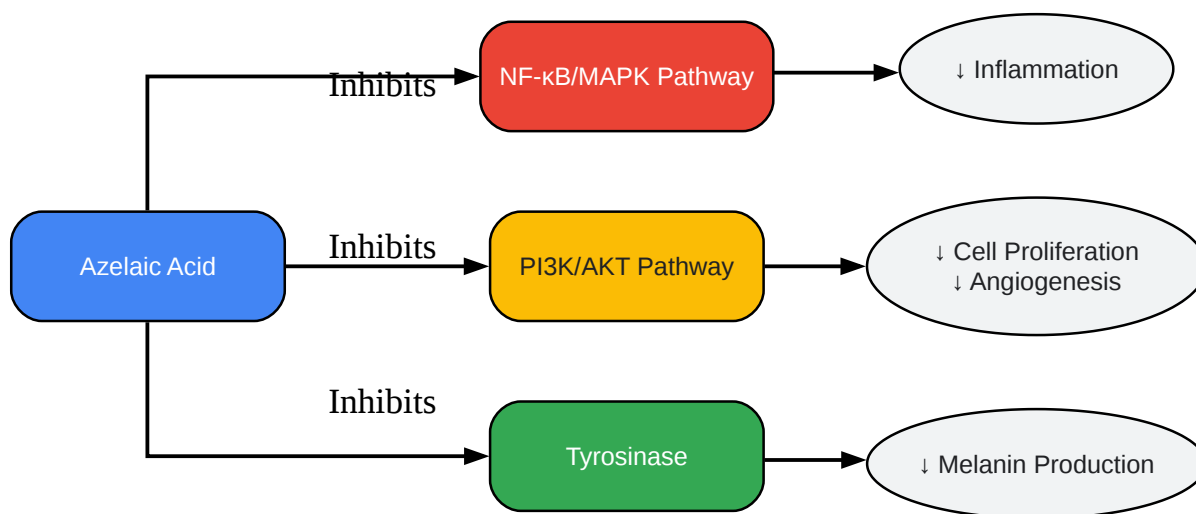 Inhibits
NF-κB/MAPK Pathway
↓ Inflammation
Azelaic Acid
Inhibits
PI3K/AKT Pathway
↓ Cell Proliferation
↓ Angiogenesis
Inhibits
Tyrosinase
↓ Melanin Production